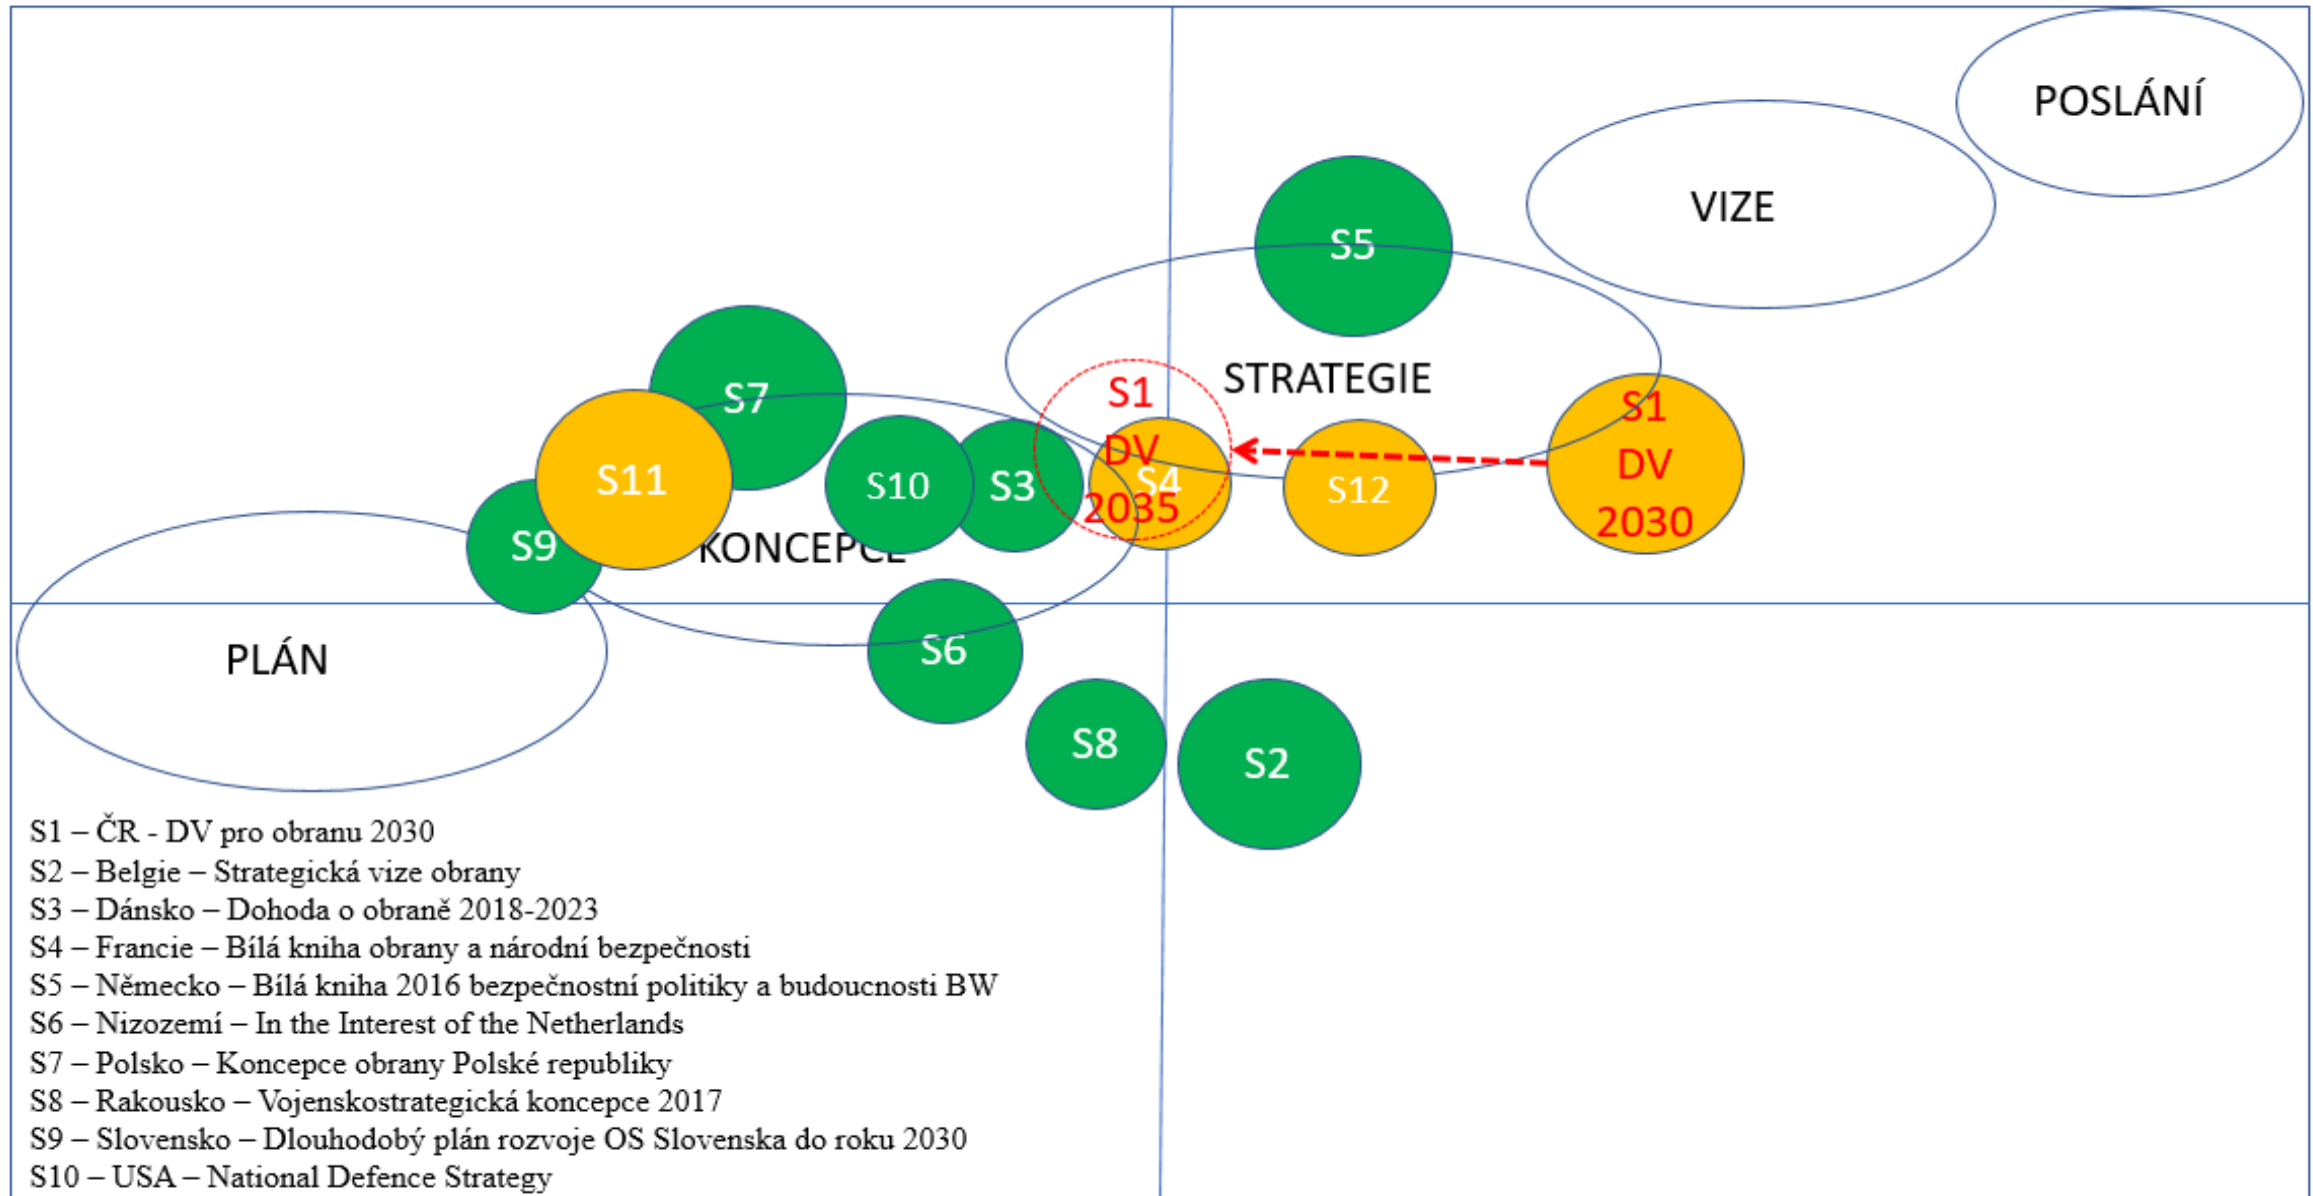 POSLÁNÍ
VIZE
S5
STRATEGIE
S7
S1
DV
2035
S1
DV
2030
S11
S10
S3
S4
S12
S9
KONCEPCE
PLÁN
S6
S8
S2
S1 – ČR - DV pro obranu 2030
S2 – Belgie – Strategická vize obrany
S3 – Dánsko – Dohoda o obraně 2018-2023
S4 – Francie – Bílá kniha obrany a národní bezpečnosti
S5 – Německo – Bílá kniha 2016 bezpečnostní politiky a budoucnosti BW
S6 – Nizozemí – In the Interest of the Netherlands
S7 – Polsko – Koncepce obrany Polské republiky
S8 – Rakousko – Vojenskostrategická koncepce 2017
S9 – Slovensko – Dlouhodobý plán rozvoje OS Slovenska do roku 2030
S10 – USA – National Defence Strategy